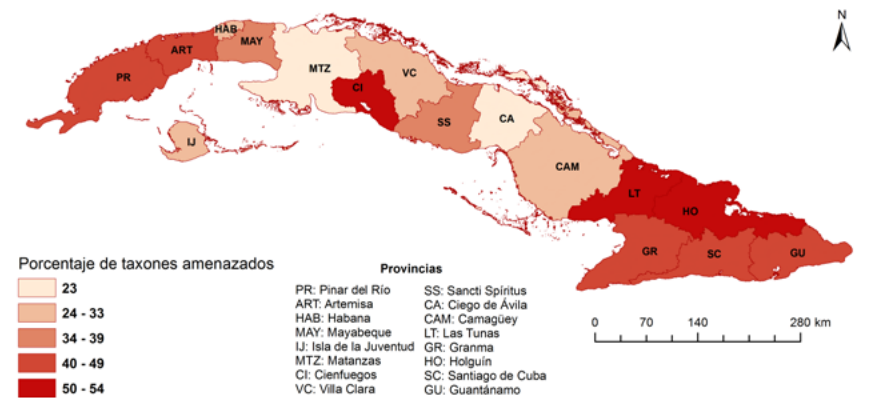 N
HAB
ART
MAY
PR
MTZ
VC
CI
SS
CA
IJ
CAM
LT
HO
GR
SC
GU
Porcentaje de taxones amenazados
23
24 - 33
34 - 39
40 - 49
50 - 54
Provincias
PR: Pinar del Río
ART: Artemisa
HAB: Habana
MAY: Mayabeque
IJ: Isla de la Juventud
MTZ: Matanzas
CI: Cienfuegos
VC: Villa Clara
SS: Sancti Spíritus
CA: Ciego de Ávila
CAM: Camagüey
LT: Las Tunas
GR: Granma
HO: Holguín
SC: Santiago de Cuba
GU: Guantánamo
0 70 140 280 km